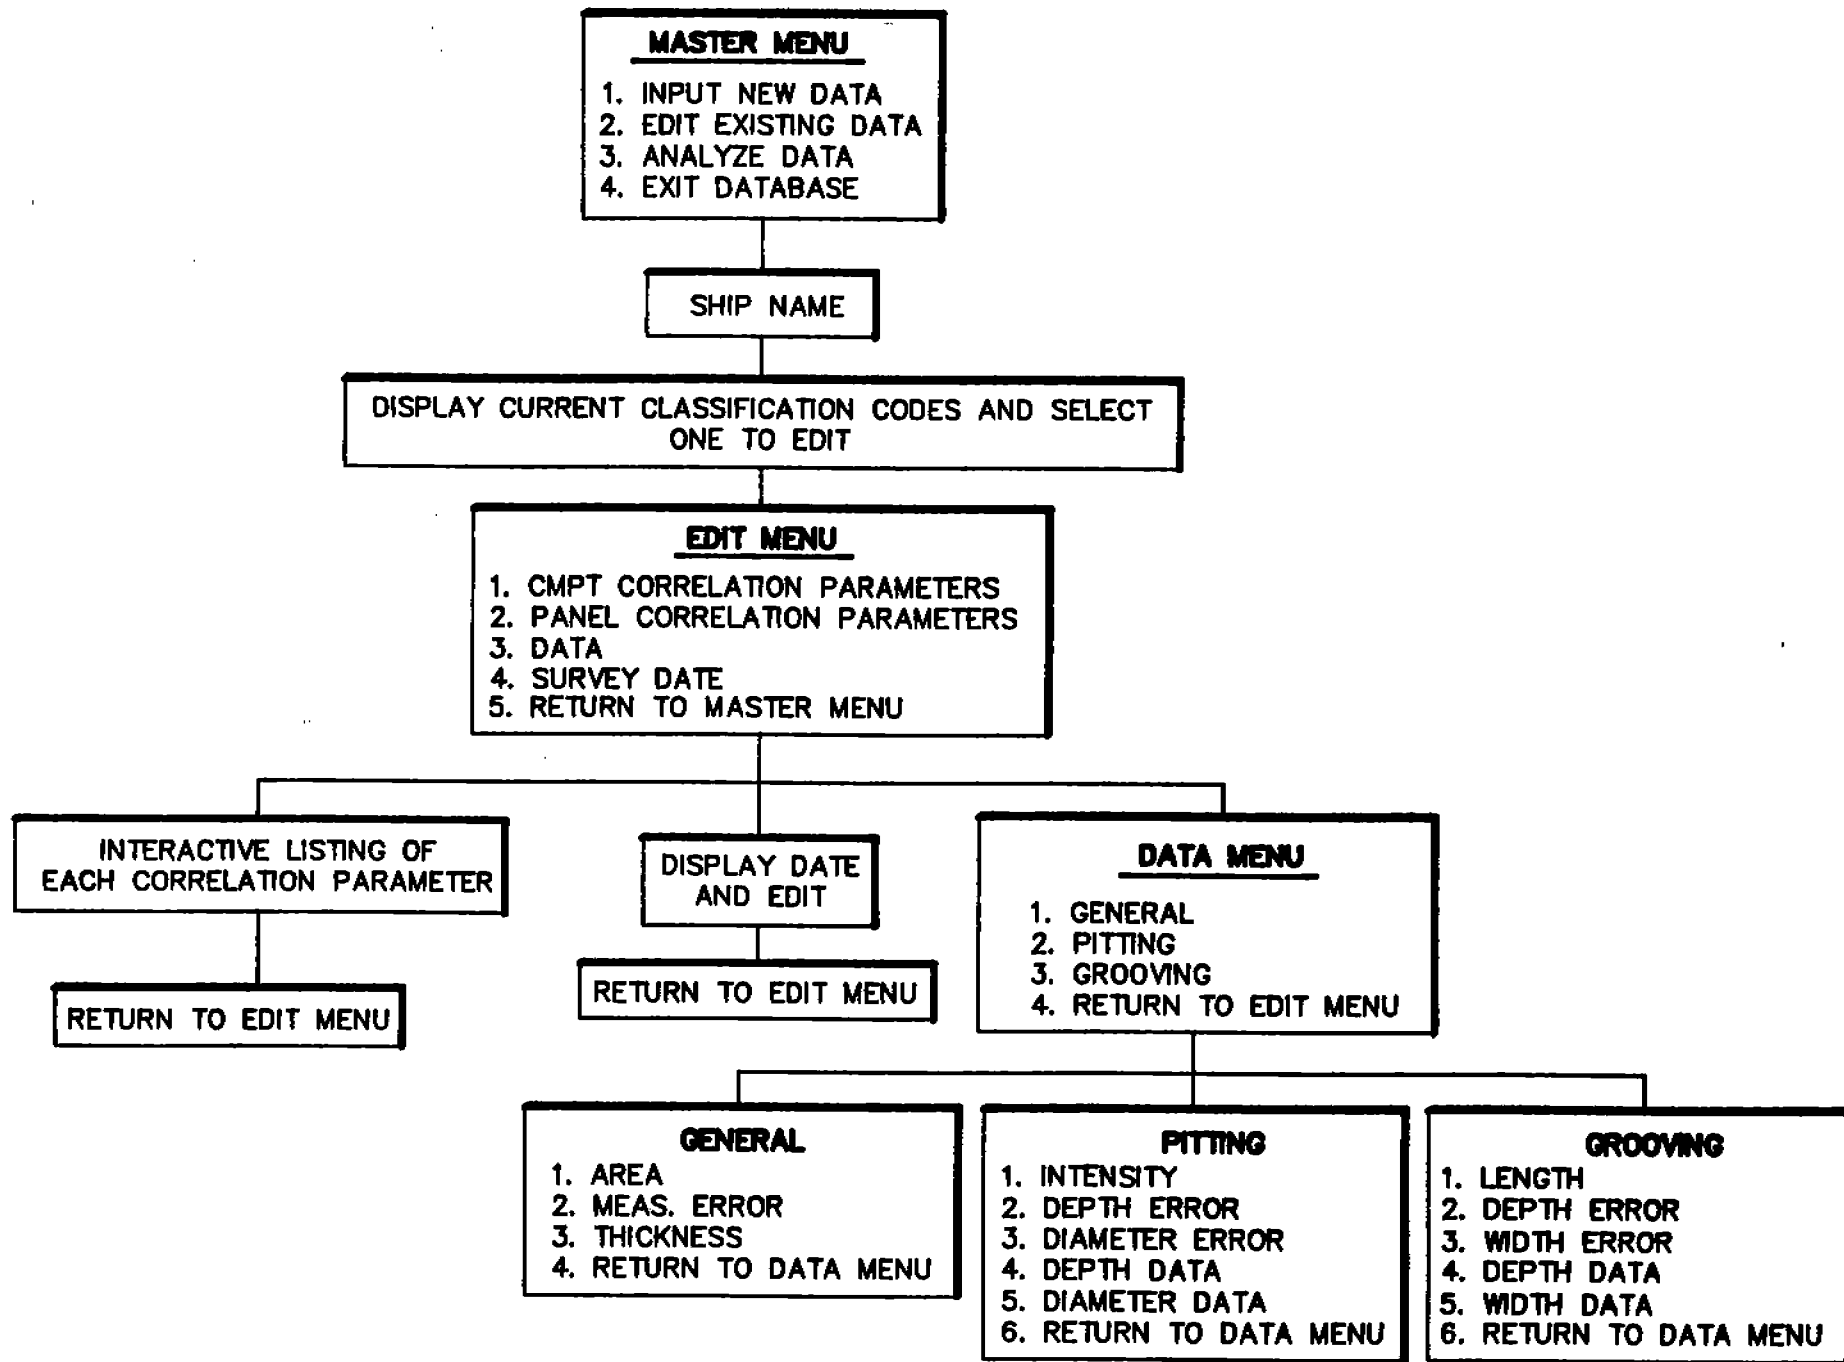 MASTER MENU
1. INPUT NEW DATA
2. EDIT EXISTING DATA
3. ANALYZE DATA
4. EXIT DATABASE
SHIP NAME
DISPLAY CURRENT CLASSIFICATION CODES AND SELECT
ONE TO EDIT
EDIT MENU
1. CMPT CORRELATION PARAMETERS
2. PANEL CORRELATION PARAMETERS
3. DATA
4. SURVEY DATE
5. RETURN TO MASTER MENU
INTERACTIVE LISTING OF
EACH CORRELATION PARAMETER
RETURN TO EDIT MENU
DISPLAY DATE
AND EDIT
RETURN TO EDIT MENU
DATA MENU
1. GENERAL
2. PITTING
3. GROOVING
4. RETURN TO EDIT MENU
GENERAL
1. AREA
2. MEAS. ERROR
3. THICKNESS
4. RETURN TO DATA MENU
PITTING
1. INTENSITY
2. DEPTH ERROR
3. DIAMETER ERROR
4. DEPTH DATA
5. DIAMETER DATA
6. RETURN TO DATA MENU
GROOVING
1. LENGTH
2. DEPTH ERROR
3. WIDTH ERROR
4. DEPTH DATA
5. WIDTH DATA
6. RETURN TO DATA MENU